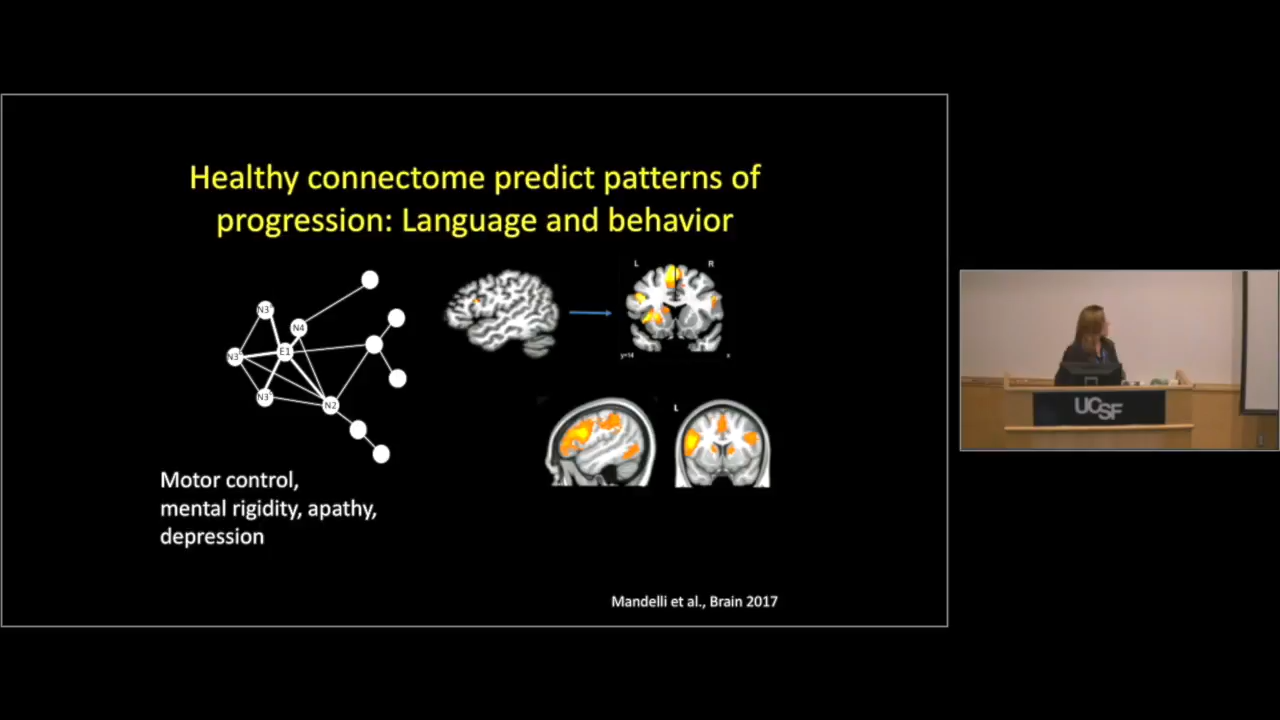 Healthy connectome predict patterns of
progression: Language and behavior
L
R
N3
N4
E1
N3
N3
N2
y=14
L
Motor control,
mental rigidity, apathy,
depression
Mandelli et al., Brain 2017
UCSF